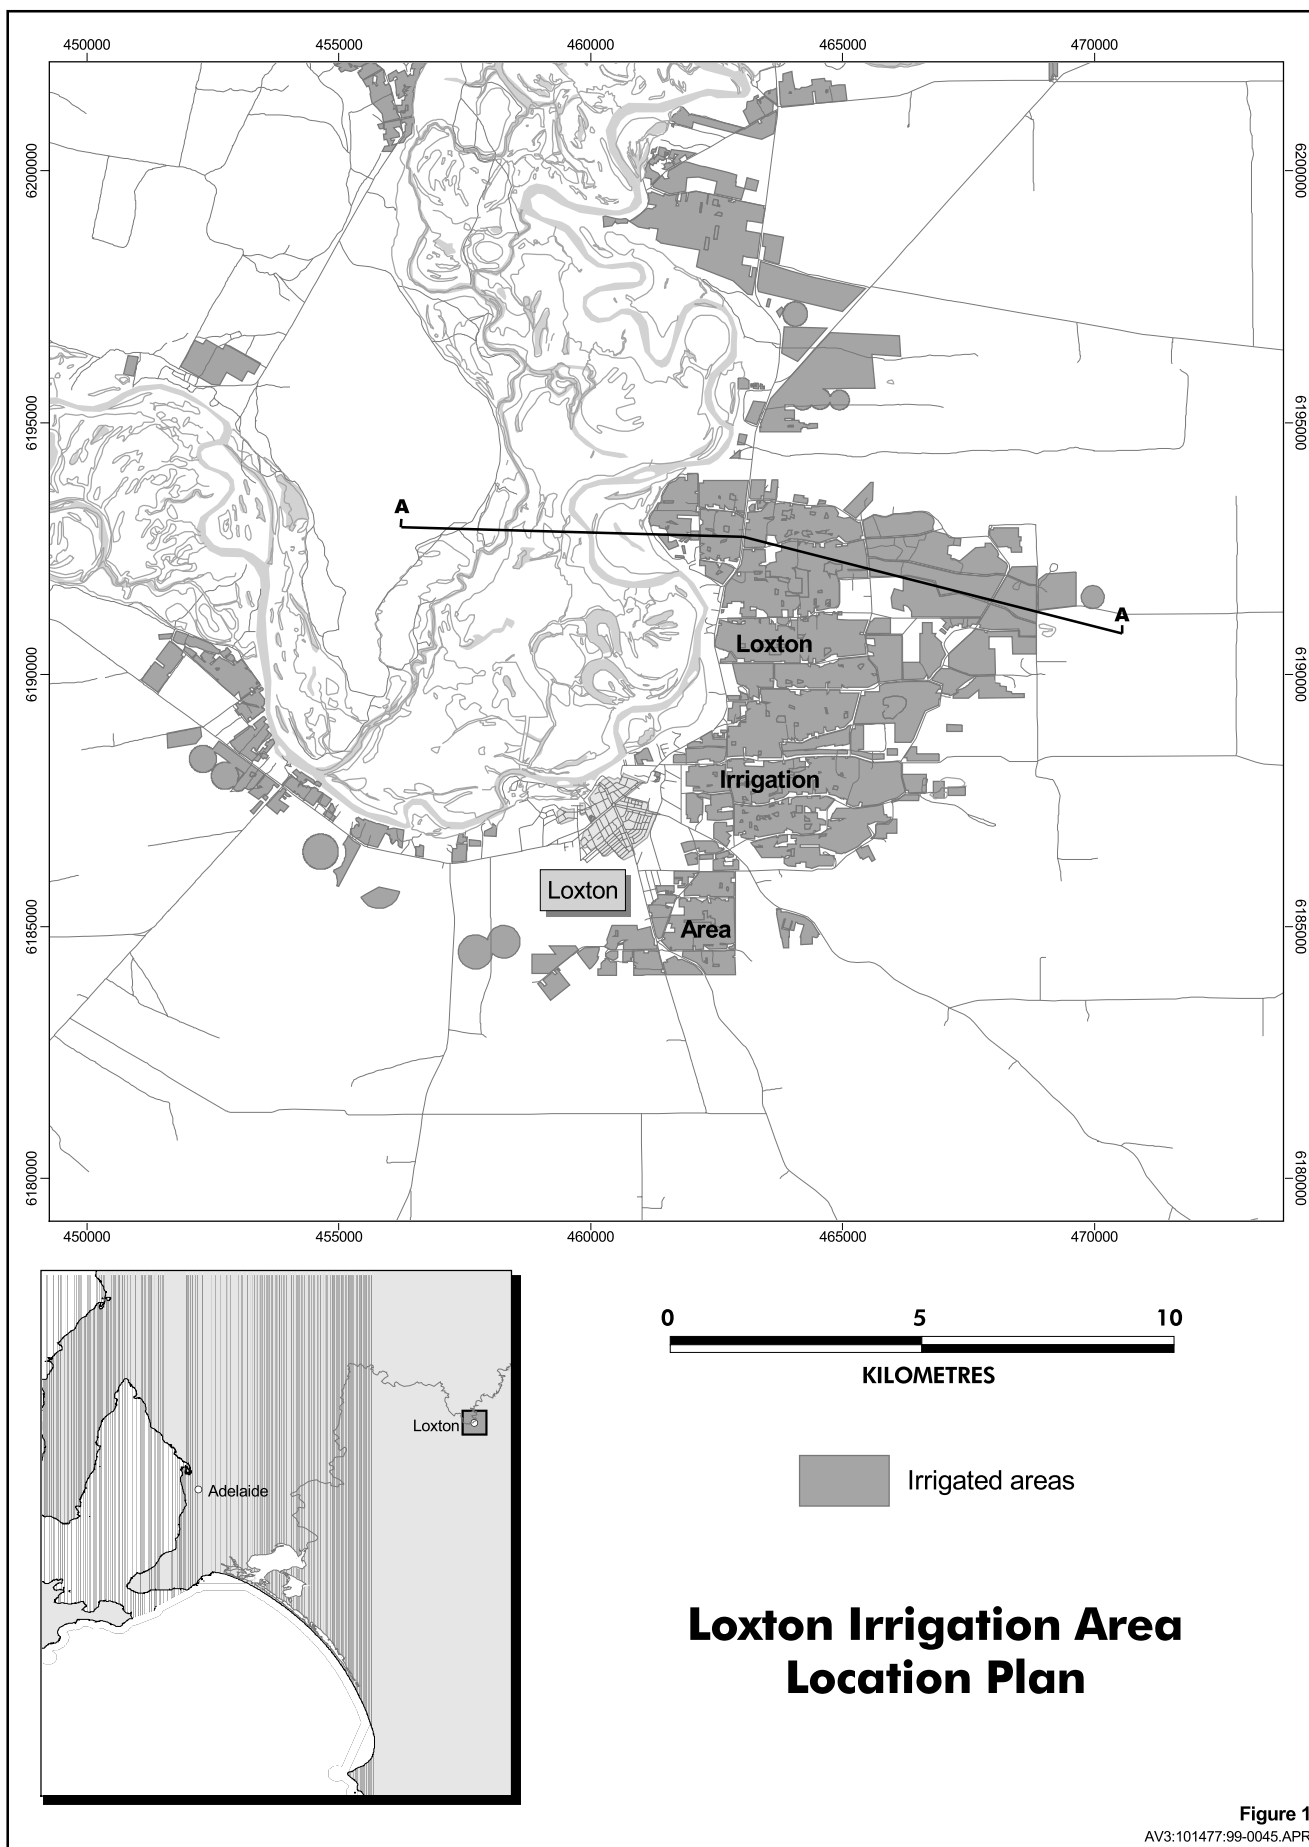 450000 455000 460000 465000 470000
6200000 6200000
6195000 6195000
A
A
Loxton
6190000 6190000
Irrigation
Loxton
Area
6185000 6185000
6180000 6180000
450000 455000 460000 465000 470000
0 5 10
KILOMETRES
Loxton
Adelaide
Irrigated areas
Loxton Irrigation Area
Location Plan
Figure 1
AV3:101477:99-0045.APR